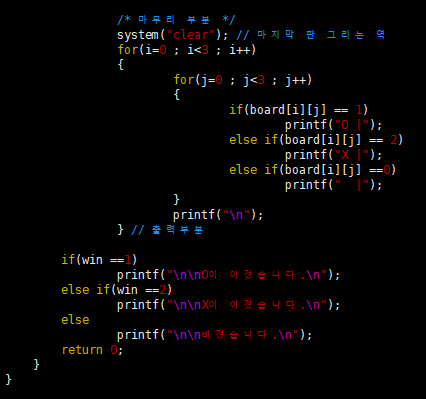 /* 마무리 부분 */
system("clear"); // 마지막 판 그리는 역
for(i=0 ; i<3 ; i++)
{
for(j=0 ; j<3 ; j++)
{
if(board[i][j] == 1)
printf("O |");
else if(board[i][j] == 2)
printf("X |");
else if(board[i][j] ==0)
printf("  |");
}
printf("\n");
} // 출력부분
if(win ==1)
printf("\n\nO이 이겼습니다.\n");
else if(win ==2)
printf("\n\nX이 이겼습니다.\n");
else
printf("\n\n비겼습니다.\n");
return 0;
}
}